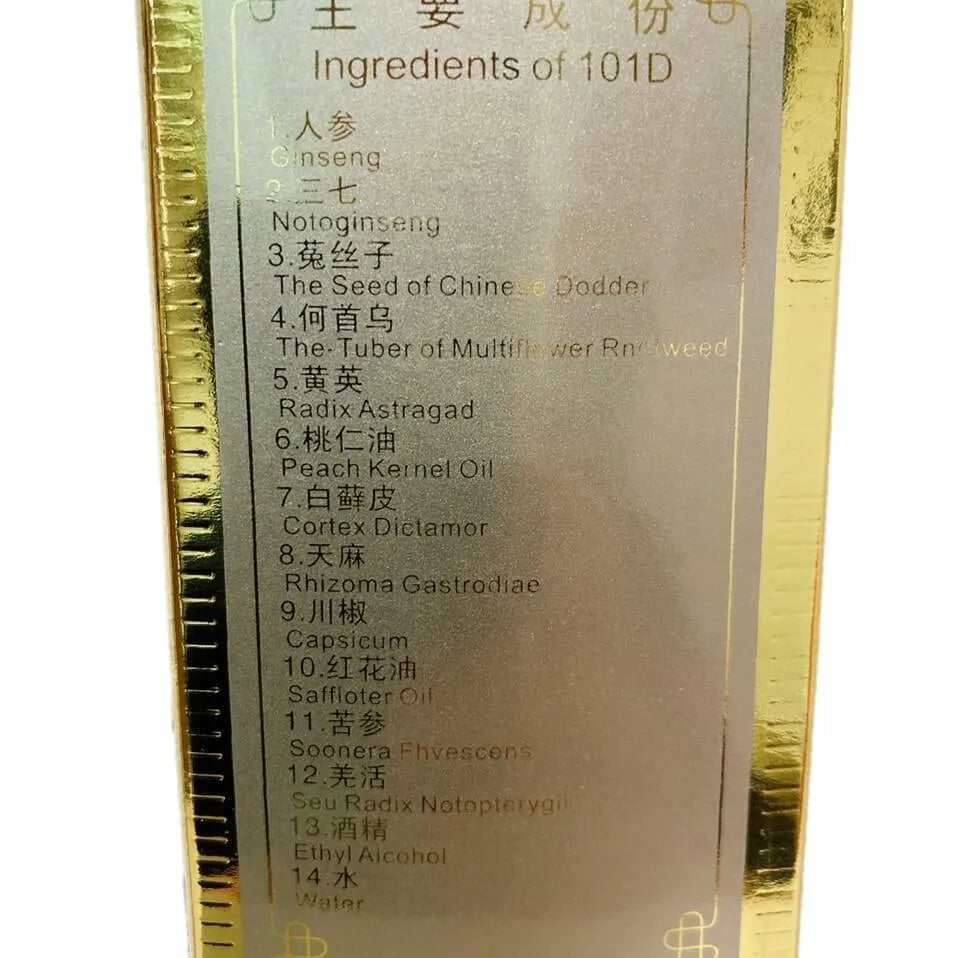 主 要 成 份
Ingredients of 101D
1.人参
Ginseng
2.三七
Notoginseng
3.菟丝子
The Seed of Chinese Dodder
4.何首乌
The·Tuber of Multiflower Rnotweed
5.黄英
Radix Astragad
6.桃仁油
Peach Kernel Oil
7.白藓皮
Cortex Dictamor
8.天麻
Rhizoma Gastrodiae
9.川椒
Capsicum
10.红花油
Saffloter Oil
11.苦参
Soonera Fhvescens
12.羌活
Seu Radix Notopterygii
13.酒精
Ethyl Alcohol
14.水
Water